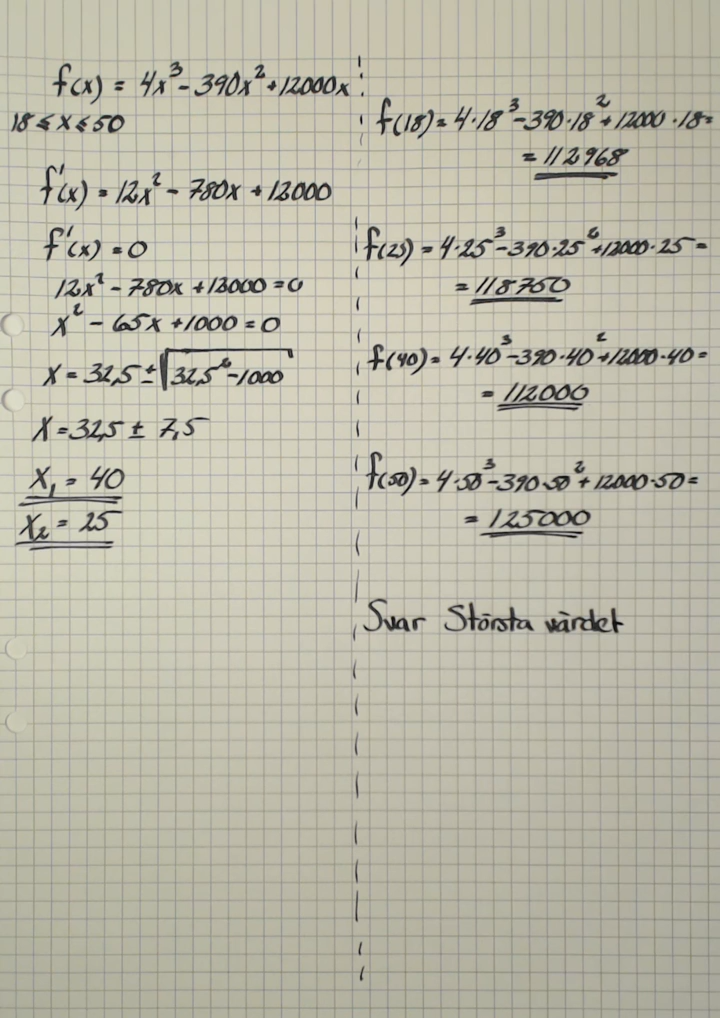 f(x) = 4x³ - 390x² + 12000x
18 ≤ x ≤ 50
f'(x) = 12x² - 780x + 12000
f'(x) = 0
12x² - 780x + 12000 = 0
x² - 65x + 1000 = 0
x = 32,5 ± √(32,5² - 1000)
x = 32,5 ± 7,5
x₁ = 40
x₂ = 25
f(18) = 4·18³ - 390·18² + 12000·18 =
= 112968
f(25) = 4·25³ - 390·25² + 12000·25 =
= 118750
f(40) = 4·40³ - 390·40² + 12000·40 =
= 112000
f(50) = 4·50³ - 390·50² + 12000·50 =
= 125000
Svar Största värdet